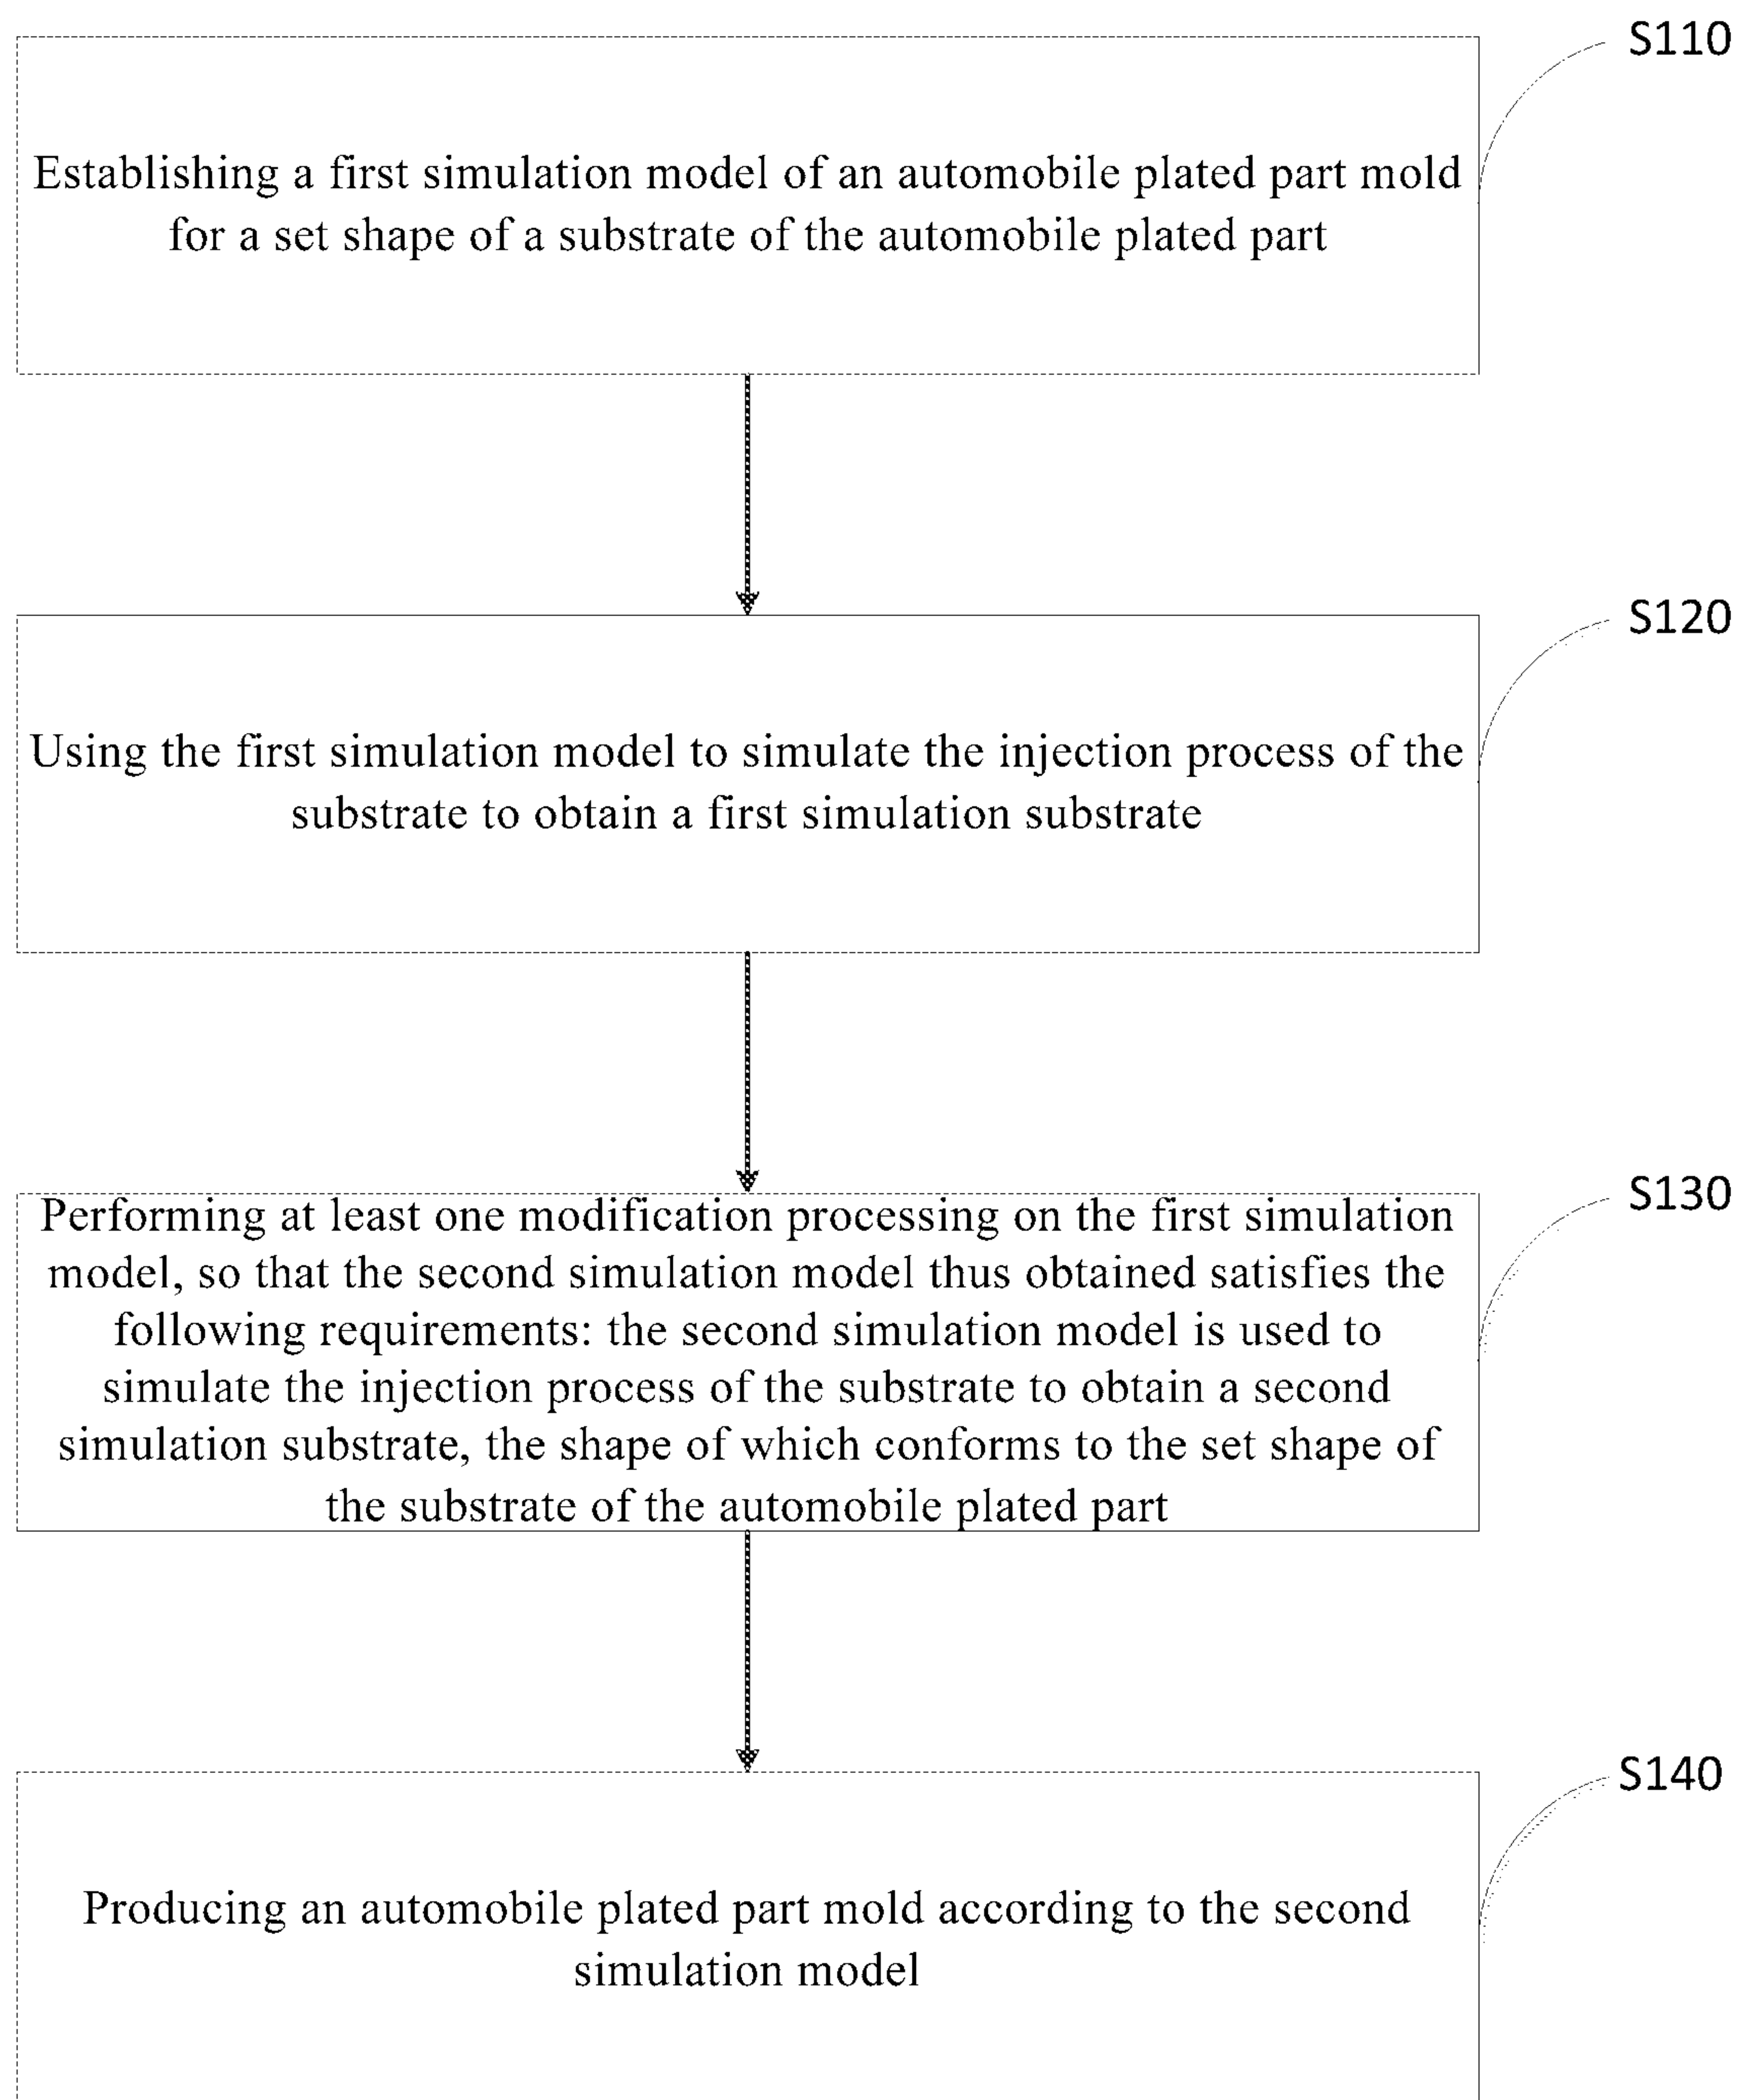 S110
Establishing a first simulation model of an automobile plated part mold
for a set shape of a substrate of the automobile plated part
S120
Using the first simulation model to simulate the injection process of the
substrate to obtain a first simulation substrate
S130
Performing at least one modification processing on the first simulation
model, so that the second simulation model thus obtained satisfies the
following requirements: the second simulation model is used to
simulate the injection process of the substrate to obtain a second
simulation substrate, the shape of which conforms to the set shape of
the substrate of the automobile plated part
S140
Producing an automobile plated part mold according to the second
simulation model